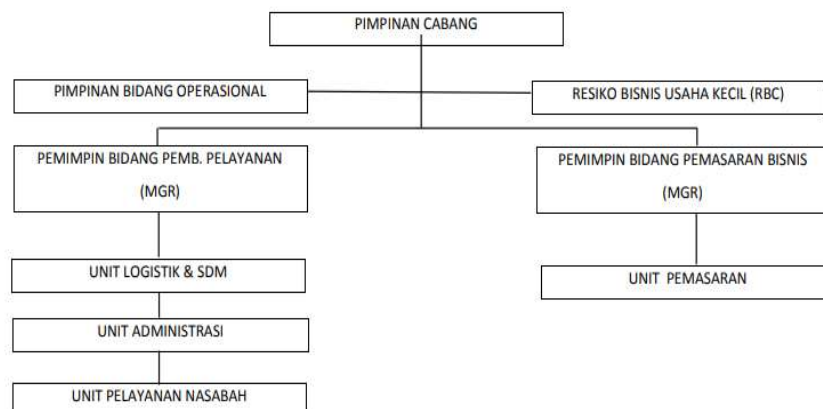 PIMPINAN CABANG
PIMPINAN BIDANG OPERASIONAL
RESIKO BISNIS USAHA KECIL (RBC)
PEMIMPIN BIDANG PEMB. PELAYANAN
(MGR)
PEMIMPIN BIDANG PEMASARAN BISNIS
(MGR)
UNIT LOGISTIK & SDM
UNIT PEMASARAN
UNIT ADMINISTRASI
UNIT PELAYANAN NASABAH